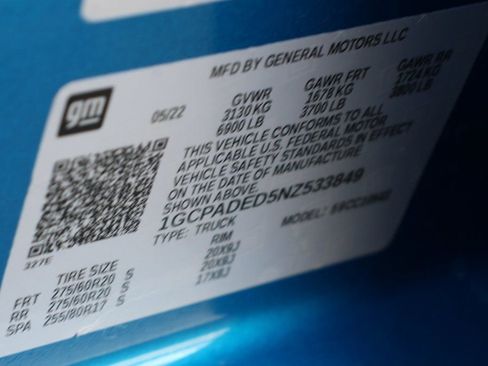 MFD BY GENERAL MOTORS LLC
gm
05/22
GVWR GAWR FRT GAWR RR
3130 KG 1678 KG 1724 KG
6900 LB 3700 LB 3800 LB
THIS VEHICLE CONFORMS TO ALL
APPLICABLE U.S. FEDERAL MOTOR
VEHICLE SAFETY STANDARDS IN EFFECT
ON THE DATE OF MANUFACTURE
SHOWN ABOVE.
1GCPADED5NZ533849
TYPE: TRUCK MODEL:
327E
TIRE SIZE RIM
FRT 275/60R20 S 20X9J
RR 275/60R20 S 20X9J
SPA 255/80R17 S 17X8J